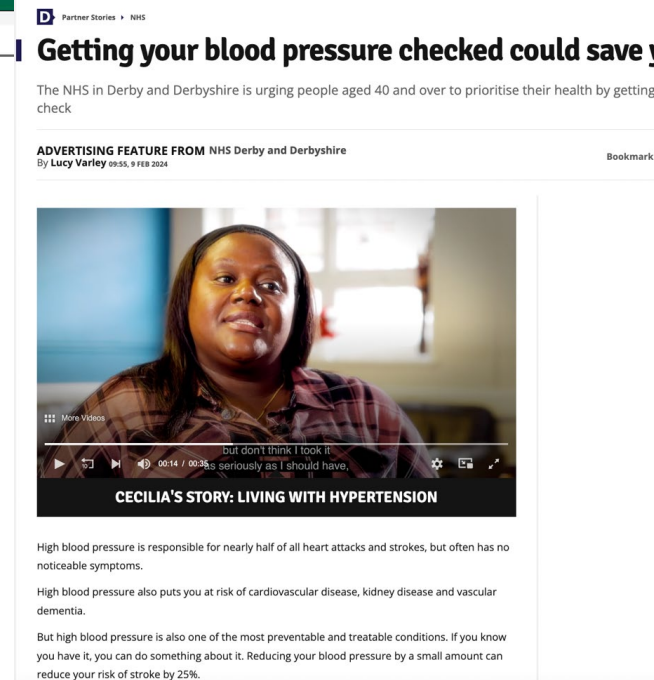 D Partner Stories NHS
Getting your blood pressure checked could save
The NHS in Derby and Derbyshire is urging people aged 40 and over to prioritise their health by getting
check
ADVERTISING FEATURE FROM NHS Derby and Derbyshire
By Lucy Varley 09:55, 9 FEB 2024
Bookmark
More Videos
but don't think I took it
00:14 / 00:35
as seriously as I should have,
CECILIA'S STORY: LIVING WITH HYPERTENSION
High blood pressure is responsible for nearly half of all heart attacks and strokes, but often has no
noticeable symptoms.
High blood pressure also puts you at risk of cardiovascular disease, kidney disease and vascular
dementia.
But high blood pressure is also one of the most preventable and treatable conditions. If you know
you have it, you can do something about it. Reducing your blood pressure by a small amount can
reduce your risk of stroke by 25%.